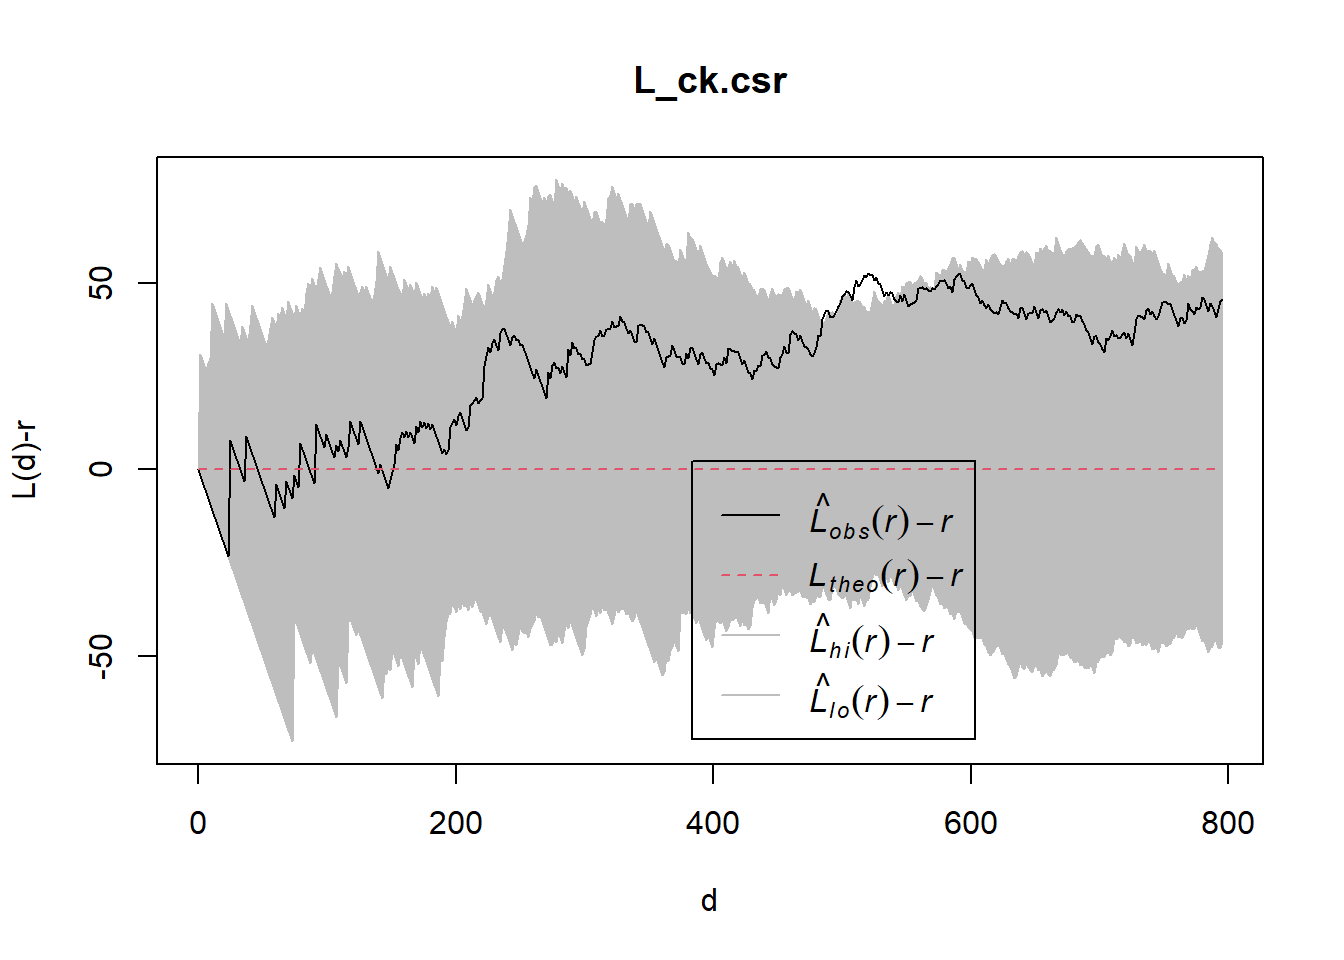 L_ck.csr
L(d)-r
50
0
-50
L̂obs(r) – r
Ltheo(r) – r
L̂hi(r) – r
L̂lo(r) – r
0 200 400 600 800
d